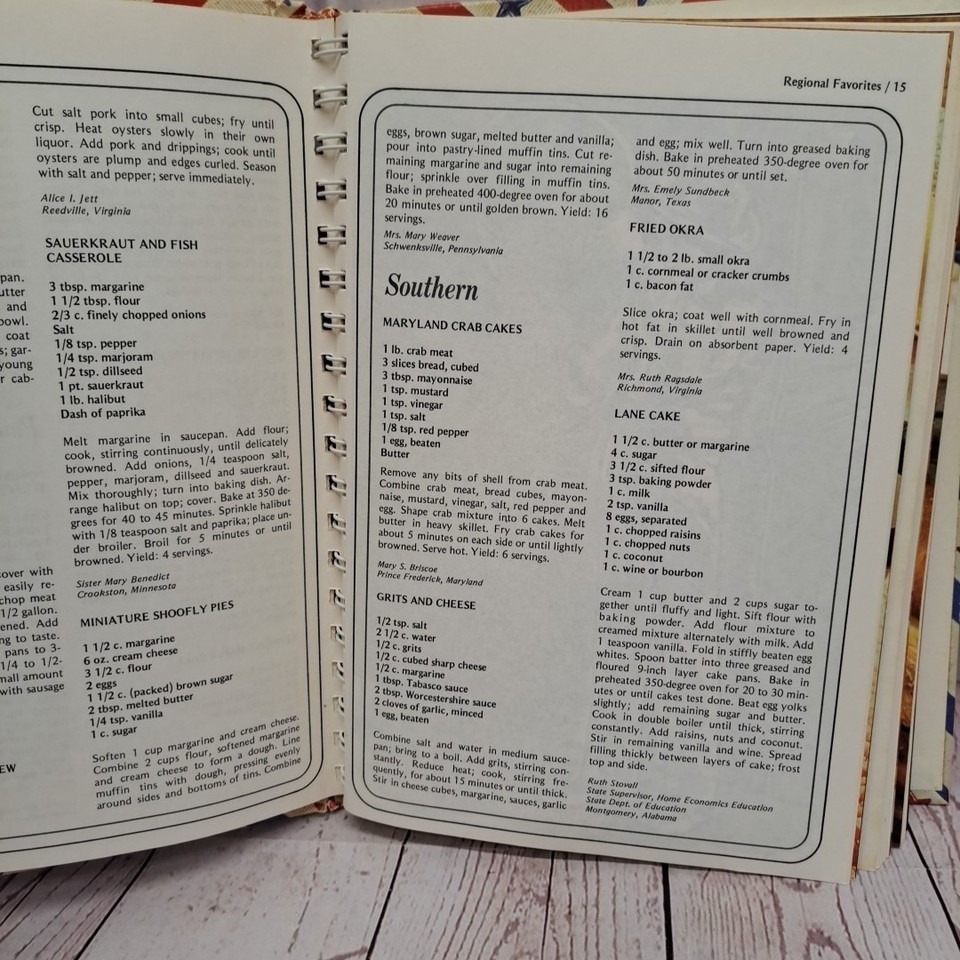 pan.
utter
and
bowl.
coat
s; gar-
young
r cab-
over with
easily re-
chop meat
1/2 gallon.
ened. Add
ng to taste.
pans to 3-
1/4 to 1/2-
mall amount
with sausage
EW
Cut salt pork into small cubes; fry until
crisp. Heat oysters slowly in their own
liquor. Add pork and drippings; cook until
oysters are plump and edges curled. Season
with salt and pepper; serve immediately.
Alice I. Jett
Reedville, Virginia
SAUERKRAUT AND FISH
CASSEROLE
3 tbsp. margarine
1 1/2 tbsp. flour
2/3 c. finely chopped onions
Salt
1/8 tsp. pepper
1/4 tsp. marjoram
1/2 tsp. dillseed
1 pt. sauerkraut
1 lb. halibut
Dash of paprika
Melt margarine in saucepan. Add flour;
cook, stirring continuously, until delicately
browned. Add onions, 1/4 teaspoon salt,
pepper, marjoram, dillseed and sauerkraut.
Mix thoroughly; turn into baking dish. Ar-
range halibut on top; cover. Bake at 350 de-
grees for 40 to 45 minutes. Sprinkle halibut
with 1/8 teaspoon salt and paprika; place un-
der broiler. Broil for 5 minutes or until
browned. Yield: 4 servings.
Sister Mary Benedict
Crookston, Minnesota
MINIATURE SHOOFLY PIES
1 1/2 c. margarine
6 oz. cream cheese
3 1/2 c. flour
2 eggs
1 1/2 c. (packed) brown sugar
2 tbsp. melted butter
1/4 tsp. vanilla
1 c. sugar
Soften 1 cup margarine and cream cheese.
Combine 2 cups flour, softened margarine
and cream cheese to form a dough. Line
muffin tins with dough, pressing evenly
around sides and bottoms of tins. Combine
Regional Favorites / 15
eggs, brown sugar, melted butter and vanilla;
pour into pastry-lined muffin tins. Cut re-
maining margarine and sugar into remaining
flour; sprinkle over filling in muffin tins.
Bake in preheated 400-degree oven for about
20 minutes or until golden brown. Yield: 16
servings.
Mrs. Mary Weaver
Schwenksville, Pennsylvania
Southern
MARYLAND CRAB CAKES
1 lb. crab meat
3 slices bread, cubed
3 tbsp. mayonnaise
1 tsp. mustard
1 tsp. vinegar
1 tsp. salt
1/8 tsp. red pepper
1 egg, beaten
Butter
Remove any bits of shell from crab meat.
Combine crab meat, bread cubes, mayon-
naise, mustard, vinegar, salt, red pepper and
egg. Shape crab mixture into 6 cakes. Melt
butter in heavy skillet. Fry crab cakes for
about 5 minutes on each side or until lightly
browned. Serve hot. Yield: 6 servings.
Mary S. Briscoe
Prince Frederick, Maryland
GRITS AND CHEESE
1/2 tsp. salt
2 1/2 c. water
1/2 c. grits
1/2 c. cubed sharp cheese
1/2 c. margarine
1 tbsp. Tabasco sauce
2 tbsp. Worcestershire sauce
2 cloves of garlic, minced
1 egg, beaten
Combine salt and water in medium sauce-
pan; bring to a boil. Add grits, stirring con-
stantly. Reduce heat; cook, stirring fre-
quently, for about 15 minutes or until thick.
Stir in cheese cubes, margarine, sauces, garlic
and egg; mix well. Turn into greased baking
dish. Bake in preheated 350-degree oven for
about 50 minutes or until set.
Mrs. Emely Sundbeck
Manor, Texas
FRIED OKRA
1 1/2 to 2 lb. small okra
1 c. cornmeal or cracker crumbs
1 c. bacon fat
Slice okra; coat well with cornmeal. Fry in
hot fat in skillet until well browned and
crisp. Drain on absorbent paper. Yield: 4
servings.
Mrs. Ruth Ragsdale
Richmond, Virginia
LANE CAKE
1 1/2 c. butter or margarine
4 c. sugar
3 1/2 c. sifted flour
3 tsp. baking powder
1 c. milk
2 tsp. vanilla
8 eggs, separated
1 c. chopped raisins
1 c. chopped nuts
1 c. coconut
1 c. wine or bourbon
Cream 1 cup butter and 2 cups sugar to-
gether until fluffy and light. Sift flour with
baking powder. Add flour mixture to
creamed mixture alternately with milk. Add
1 teaspoon vanilla. Fold in stiffly beaten egg
whites. Spoon batter into three greased and
floured 9-inch layer cake pans. Bake in
preheated 350-degree oven for 20 to 30 min-
utes or until cakes test done. Beat egg yolks
slightly; add remaining sugar and butter.
Cook in double boiler until thick, stirring
constantly. Add raisins, nuts and coconut.
Stir in remaining vanilla and wine. Spread
filling thickly between layers of cake; frost
top and side.
Ruth Stovall
State Supervisor, Home Economics Education
State Dept. of Education
Montgomery, Alabama